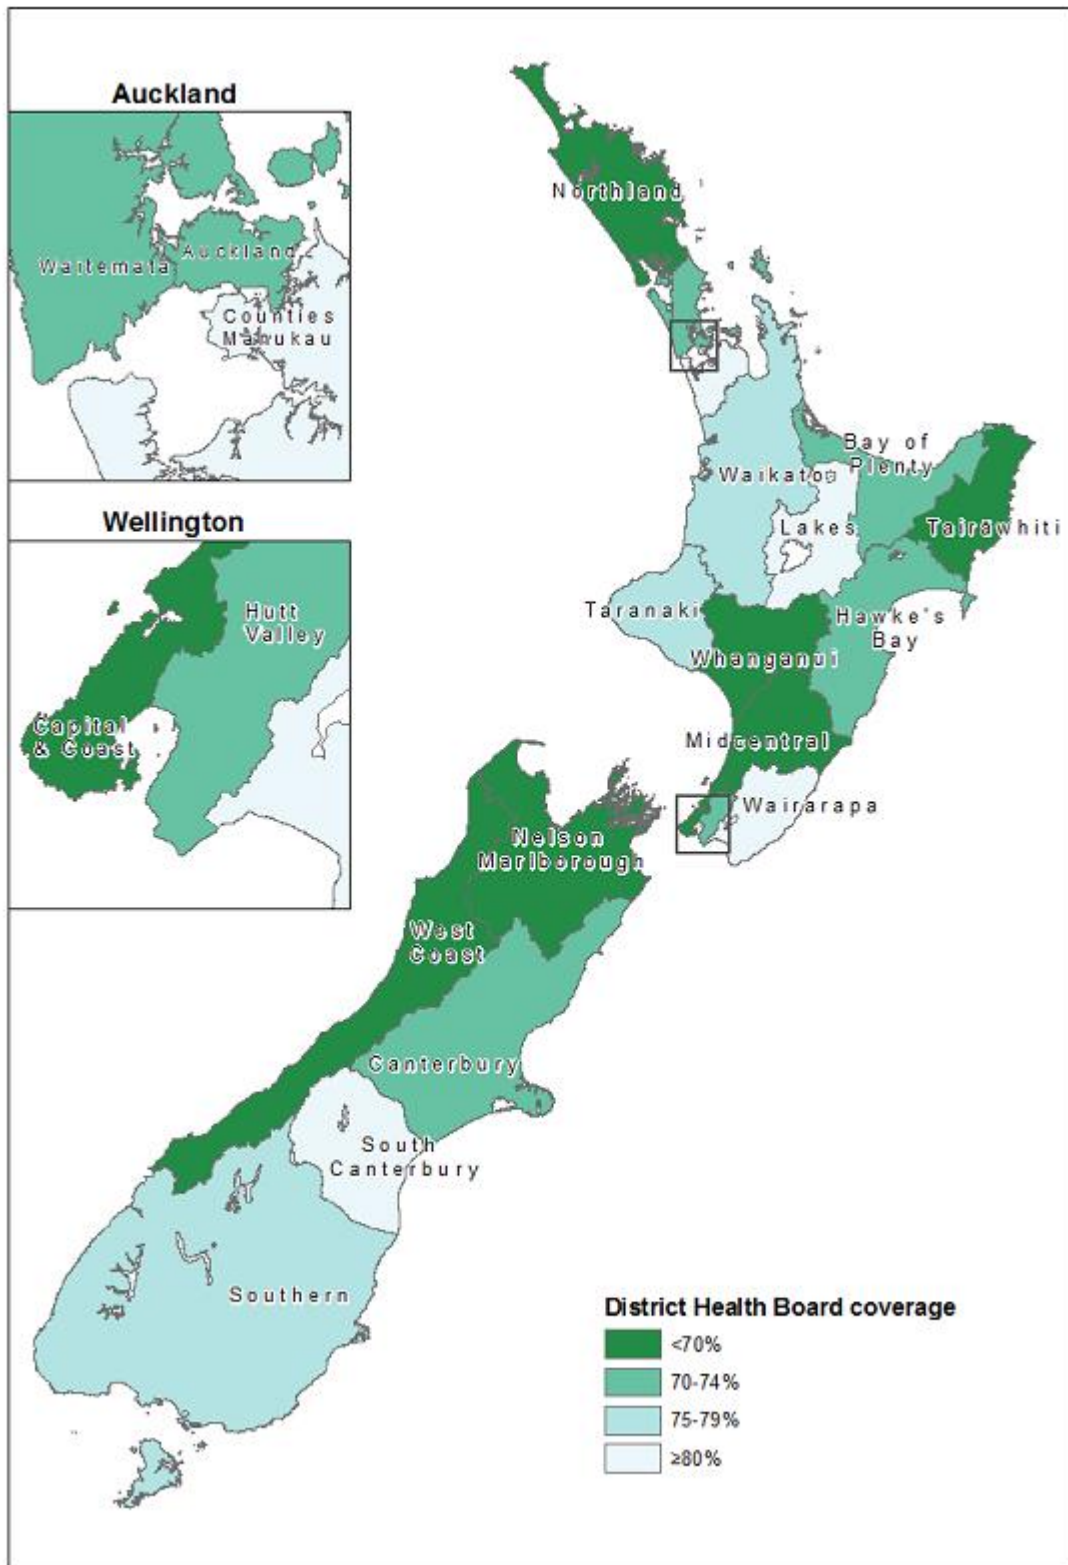 Auckland
Waitemata
Auckland
Counties
Manukau
Wellington
Hutt
Valley
Capital
& Coast
Northland
Bay of
Plenty
Waikato
Lakes
Tairāwhiti
Taranaki
Hawke's
Bay
Whanganui
Midcentral
Wairarapa
Nelson
Marlborough
West
Coast
Canterbury
South
Canterbury
Southern
District Health Board coverage
<70%
70-74%
75-79%
≥80%